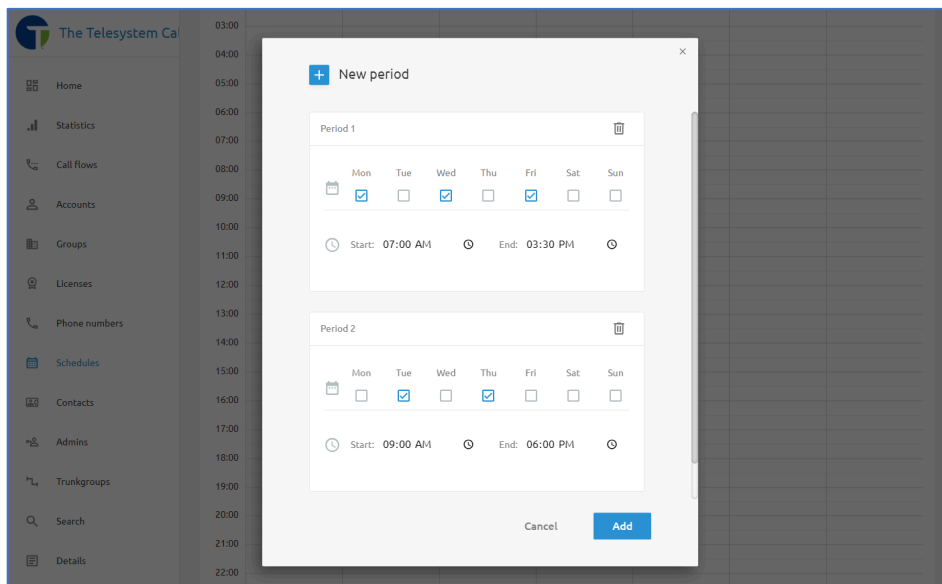 The Telesystem Cal
Home
Statistics
Call flows
Accounts
Groups
Licenses
Phone numbers
Schedules
Contacts
Admins
Trunkgroups
Search
Details
03:00
04:00
05:00
06:00
07:00
08:00
09:00
10:00
11:00
12:00
13:00
14:00
15:00
16:00
17:00
18:00
19:00
20:00
21:00
22:00
New period
Period 1
Mon Tue Wed Thu Fri Sat Sun
Start: 07:00 AM End: 03:30 PM
Period 2
Mon Tue Wed Thu Fri Sat Sun
Start: 09:00 AM End: 06:00 PM
Cancel Add